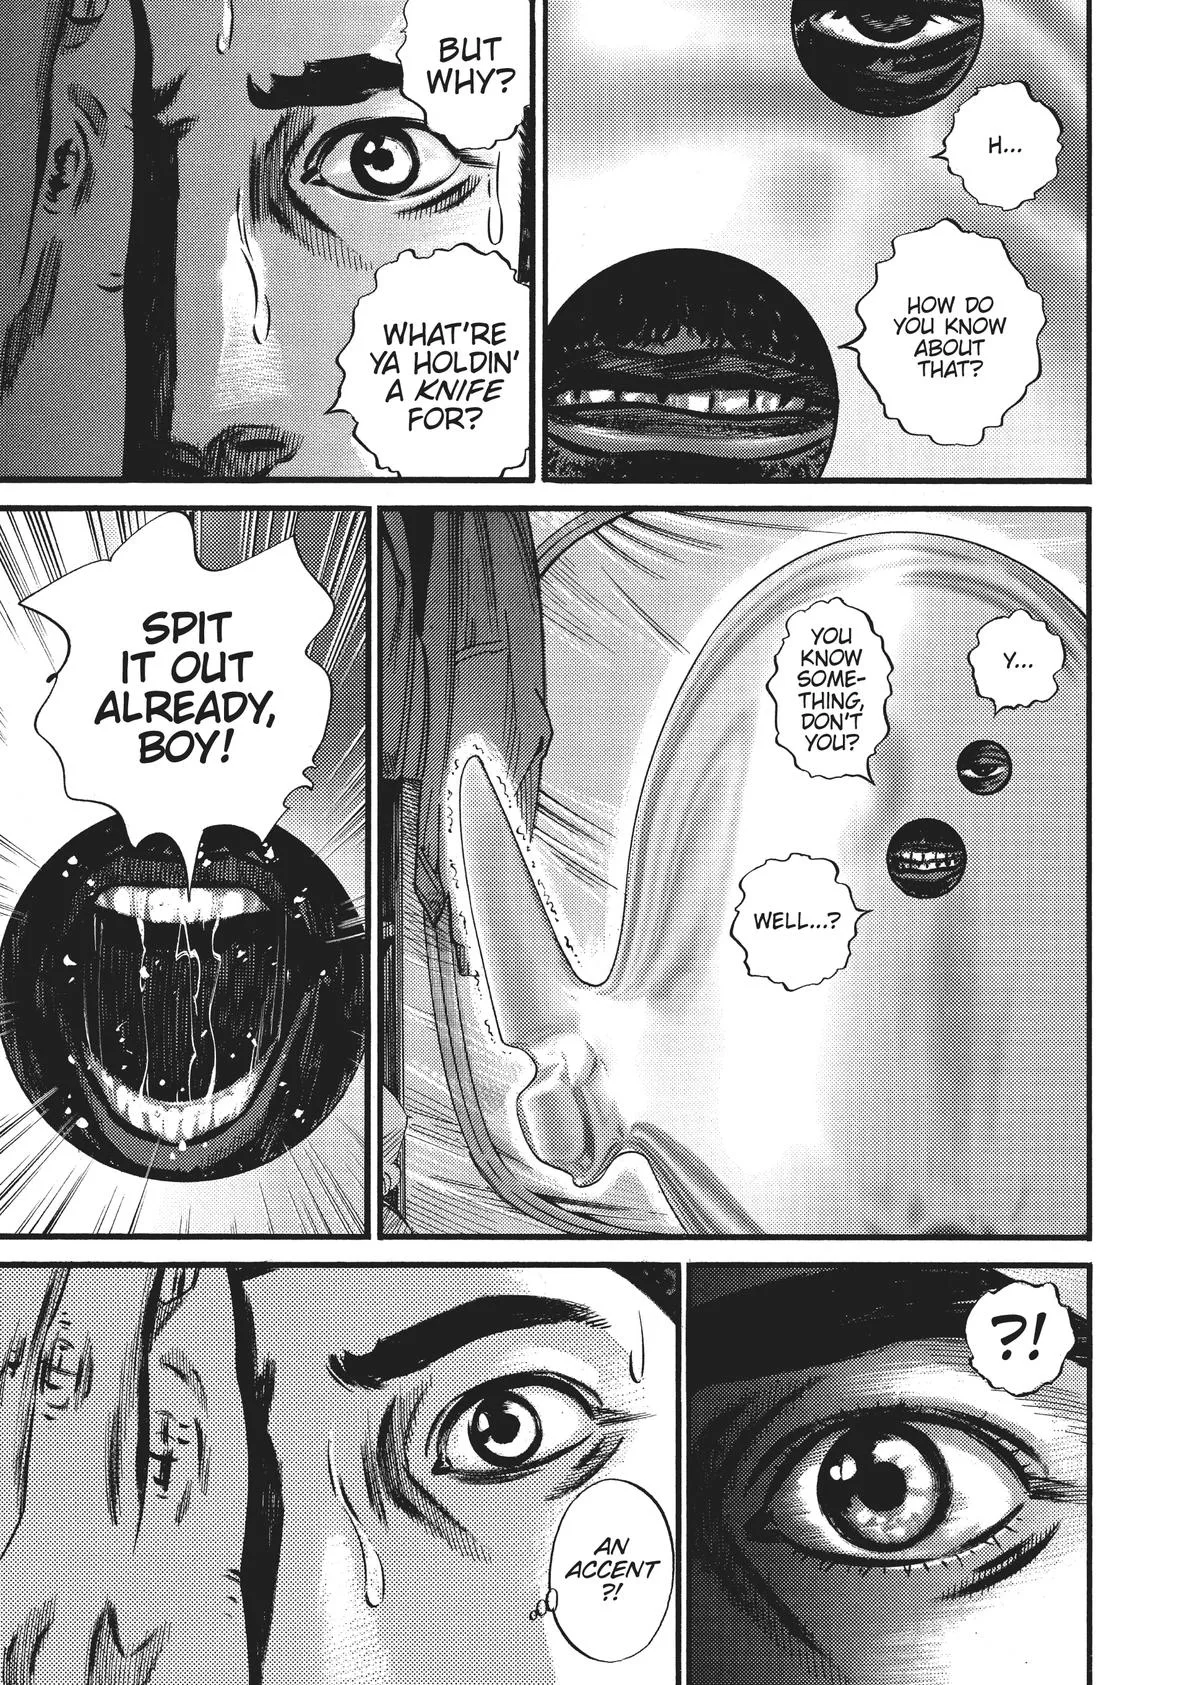 H...
HOW DO
YOU KNOW
ABOUT
THAT?
BUT
WHY?
WHAT'RE
YA HOLDIN'
A KNIFE
FOR?
Y...
YOU
KNOW
SOME-
THING,
DON'T
YOU?
WELL...?
SPIT
IT OUT
ALREADY,
BOY!
?!
AN
ACCENT
?!